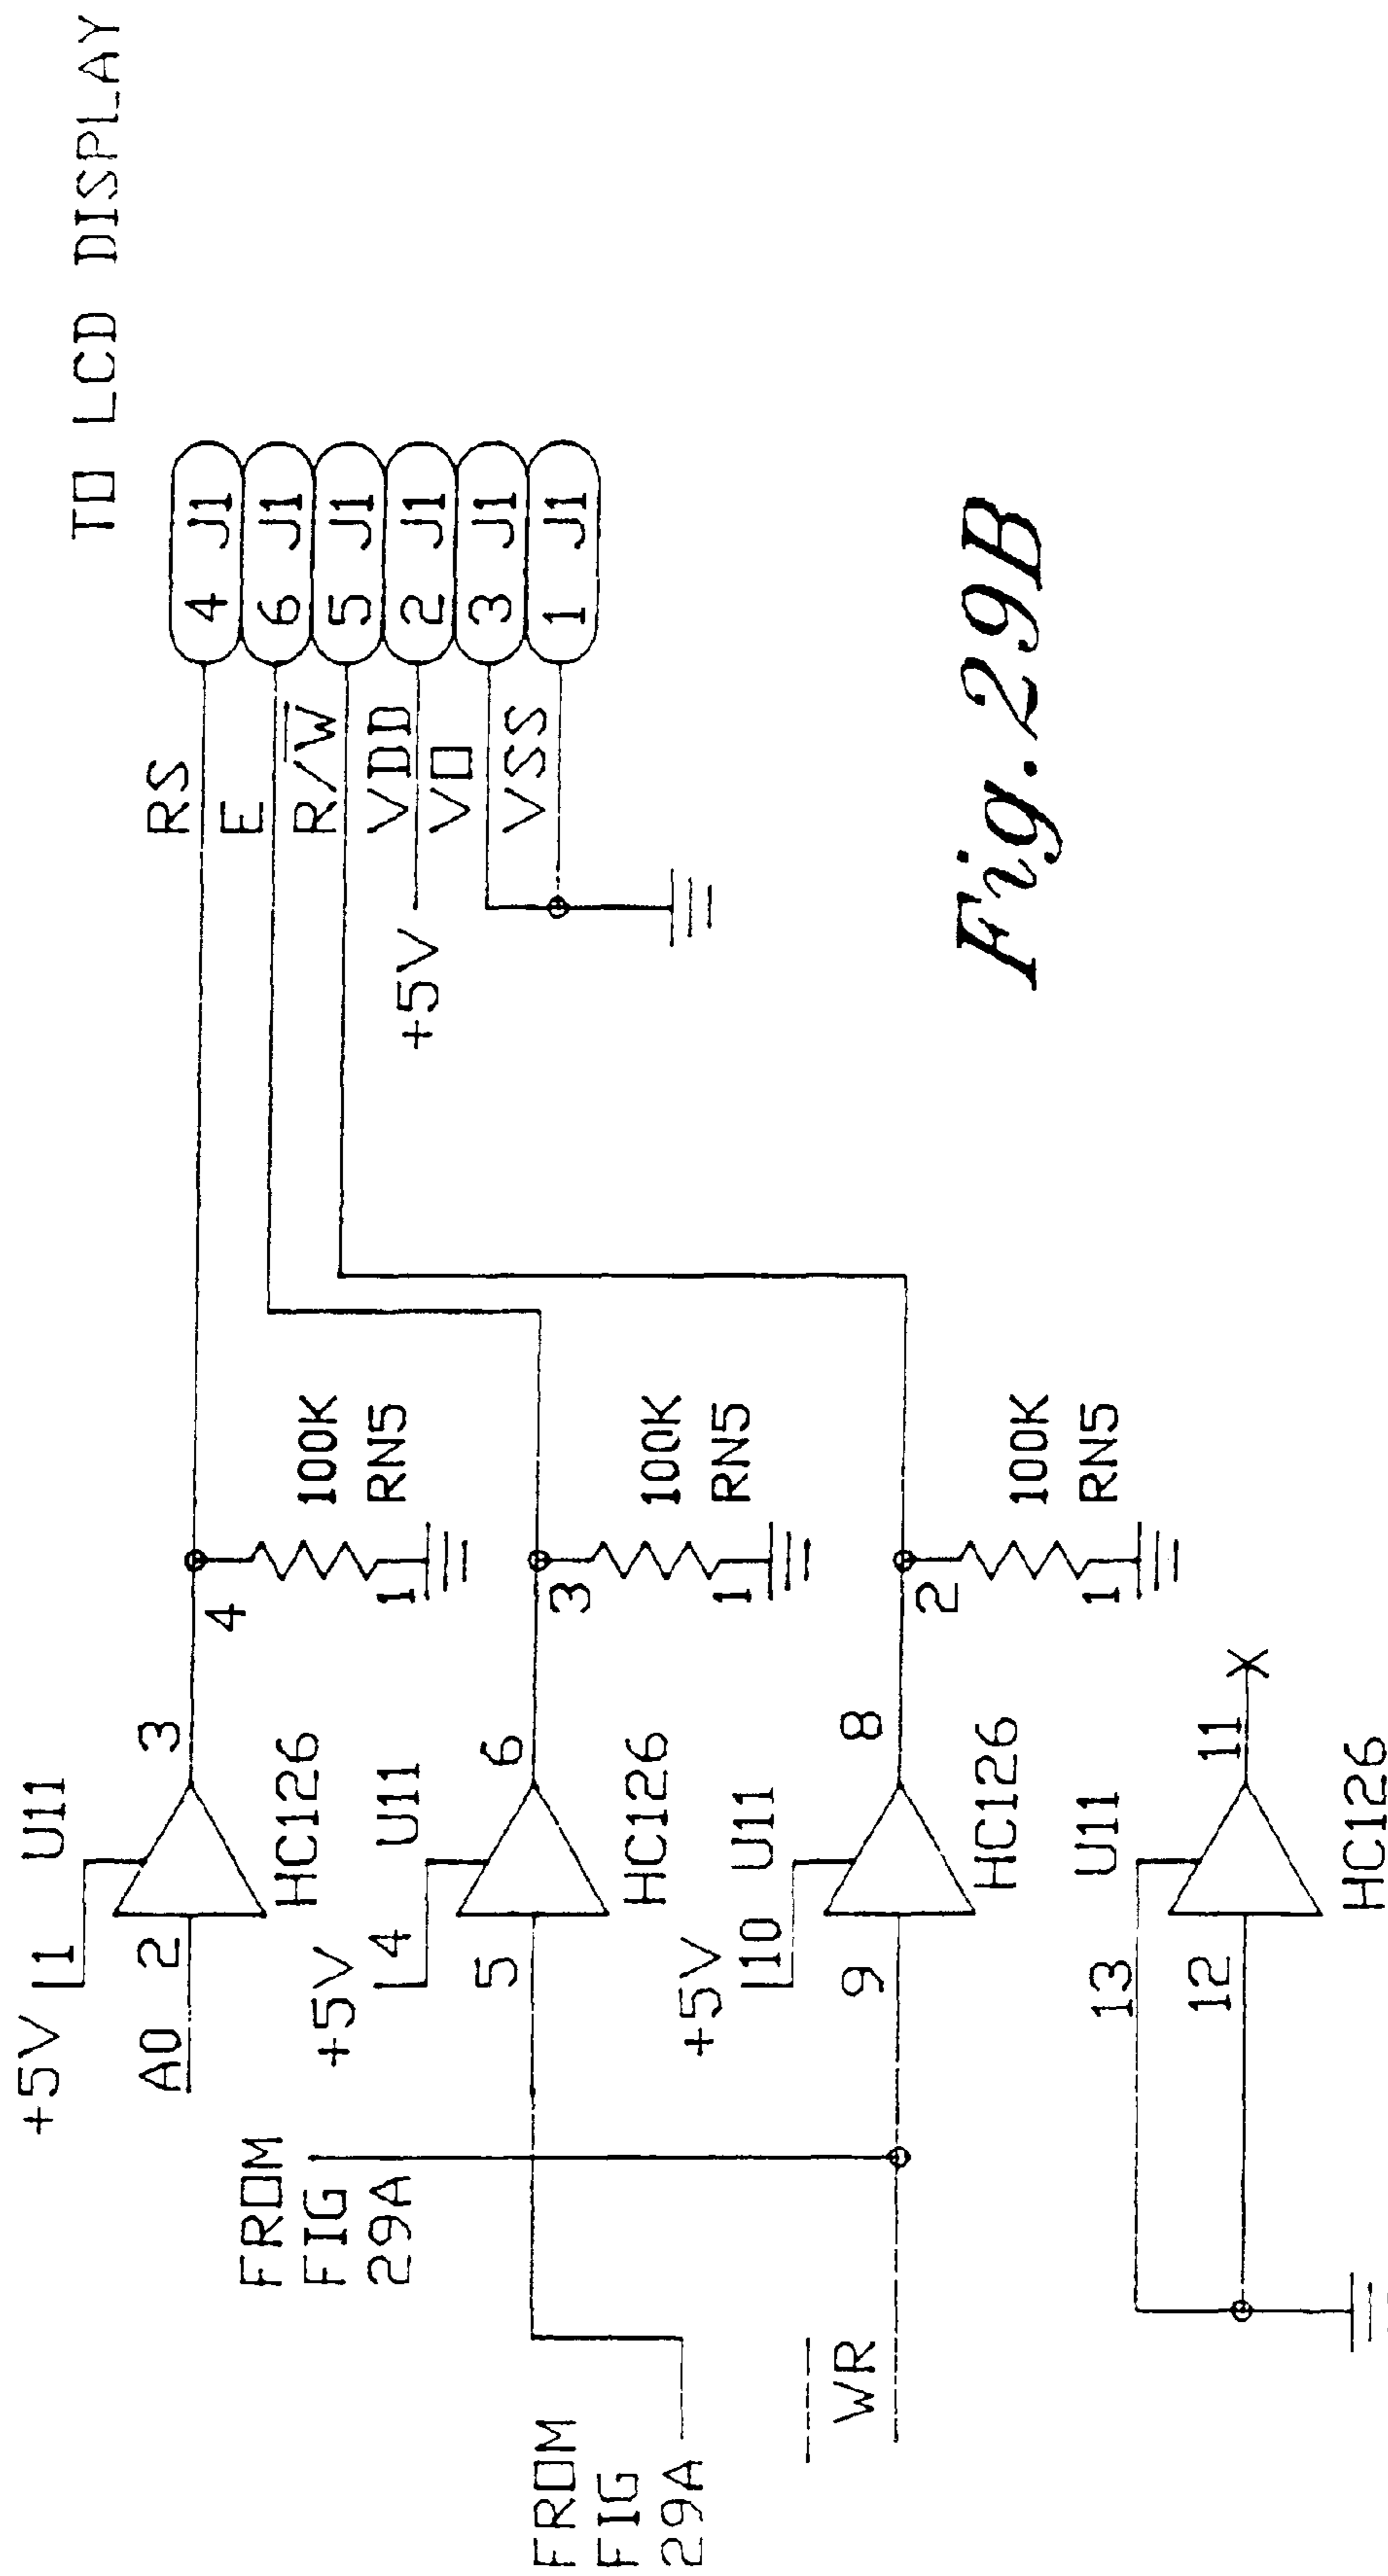 TO LCD DISPLAY
+5V
1
U11
A0
2
3
HC126
4
100K
RN5
1
RS
4 J1
E
6 J1
R/W̅
5 J1
VDD
2 J1
+5V
VO
3 J1
VSS
1 J1
FROM
FIG
29A
+5V
4
U11
5
6
HC126
3
100K
RN5
1
FROM
FIG
29A
+5V
10
U11
9
8
HC126
2
100K
RN5
1
W̅R̅
13
U11
12
11
X
HC126
Fig. 29B